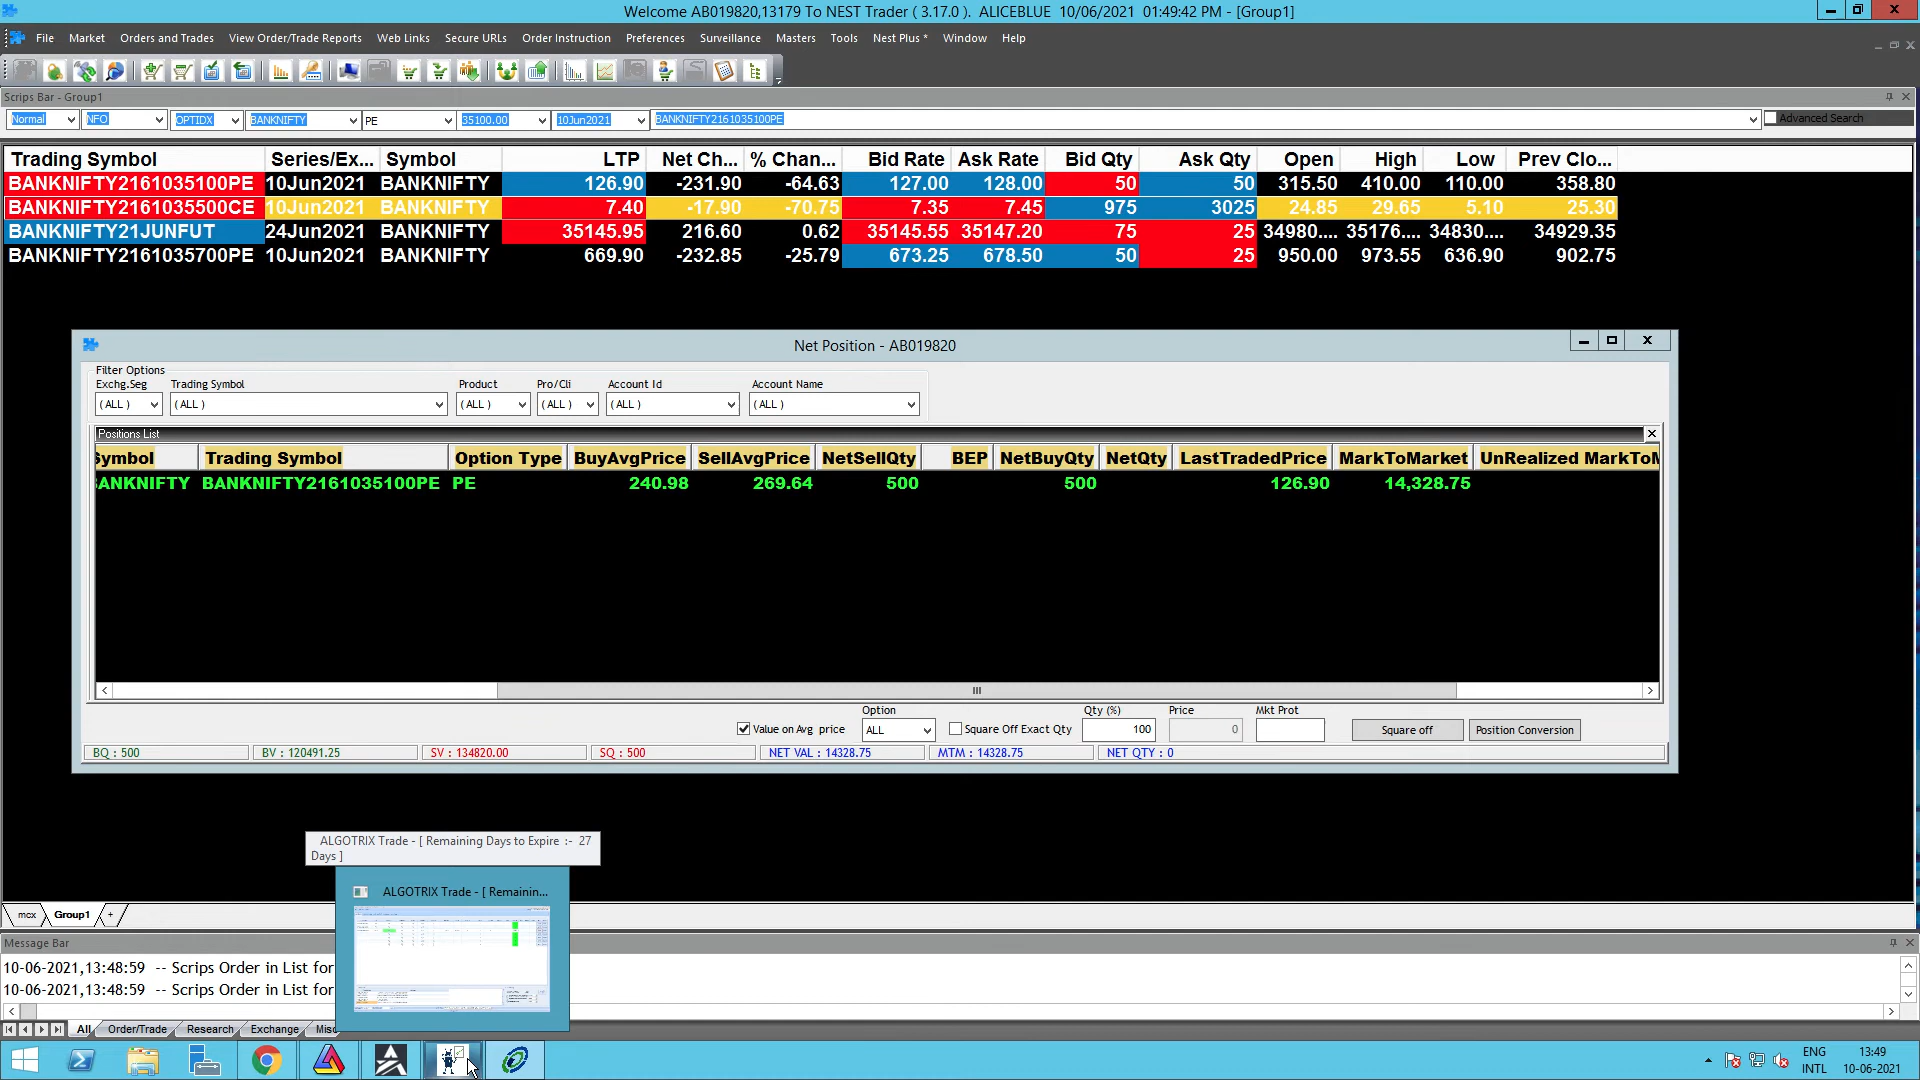 Welcome AB019820,13179 To NEST Trader ( 3.17.0 ). ALICEBLUE 10/06/2021 01:49:42 PM - [Group1]
File Market Orders and Trades View Order/Trade Reports Web Links Secure URLs Order Instruction Preferences Surveillance Masters Tools Nest Plus * Window Help
Scrips Bar - Group1
Normal NFO OPTIDX BANKNIFTY PE 35100.00 10Jun2021 BANKNIFTY2161035100PE Advanced Search
Trading Symbol Series/Ex... Symbol LTP Net Ch... % Chan... Bid Rate Ask Rate Bid Qty Ask Qty Open High Low Prev Clo...
BANKNIFTY2161035100PE 10Jun2021 BANKNIFTY 126.90 -231.90 -64.63 127.00 128.00 50 50 315.50 410.00 110.00 358.80
BANKNIFTY2161035500CE 10Jun2021 BANKNIFTY 7.40 -17.90 -70.75 7.35 7.45 975 3025 24.85 29.65 5.10 25.30
BANKNIFTY21JUNFUT 24Jun2021 BANKNIFTY 35145.95 216.60 0.62 35145.55 35147.20 75 25 34980.... 35176.... 34830.... 34929.35
BANKNIFTY2161035700PE 10Jun2021 BANKNIFTY 669.90 -232.85 -25.79 673.25 678.50 50 25 950.00 973.55 636.90 902.75
Net Position - AB019820
Filter Options
Exchg.Seg Trading Symbol Product Pro/Cli Account Id Account Name
( ALL ) ( ALL ) ( ALL ) ( ALL ) ( ALL ) ( ALL )
Positions List
Symbol Trading Symbol Option Type BuyAvgPrice SellAvgPrice NetSellQty BEP NetBuyQty NetQty LastTradedPrice MarkToMarket UnRealized MarkToM
ANKNIFTY BANKNIFTY2161035100PE PE 240.98 269.64 500 500 126.90 14,328.75
Option Qty (%) Price Mkt Prot
Value on Avg price ALL Square Off Exact Qty 100 0 Square off Position Conversion
BQ : 500 BV : 120491.25 SV : 134820.00 SQ : 500 NET VAL : 14328.75 MTM : 14328.75 NET QTY : 0
ALGOTRIX Trade - [ Remaining Days to Expire :- 27
Days ]
ALGOTRIX Trade - [ Remainin...
mcx Group1 +
Message Bar
10-06-2021,13:48:59 -- Scrips Order in List for
10-06-2021,13:48:59 -- Scrips Order in List for
All Order/Trade Research Exchange Misc
ENG 13:49
INTL 10-06-2021